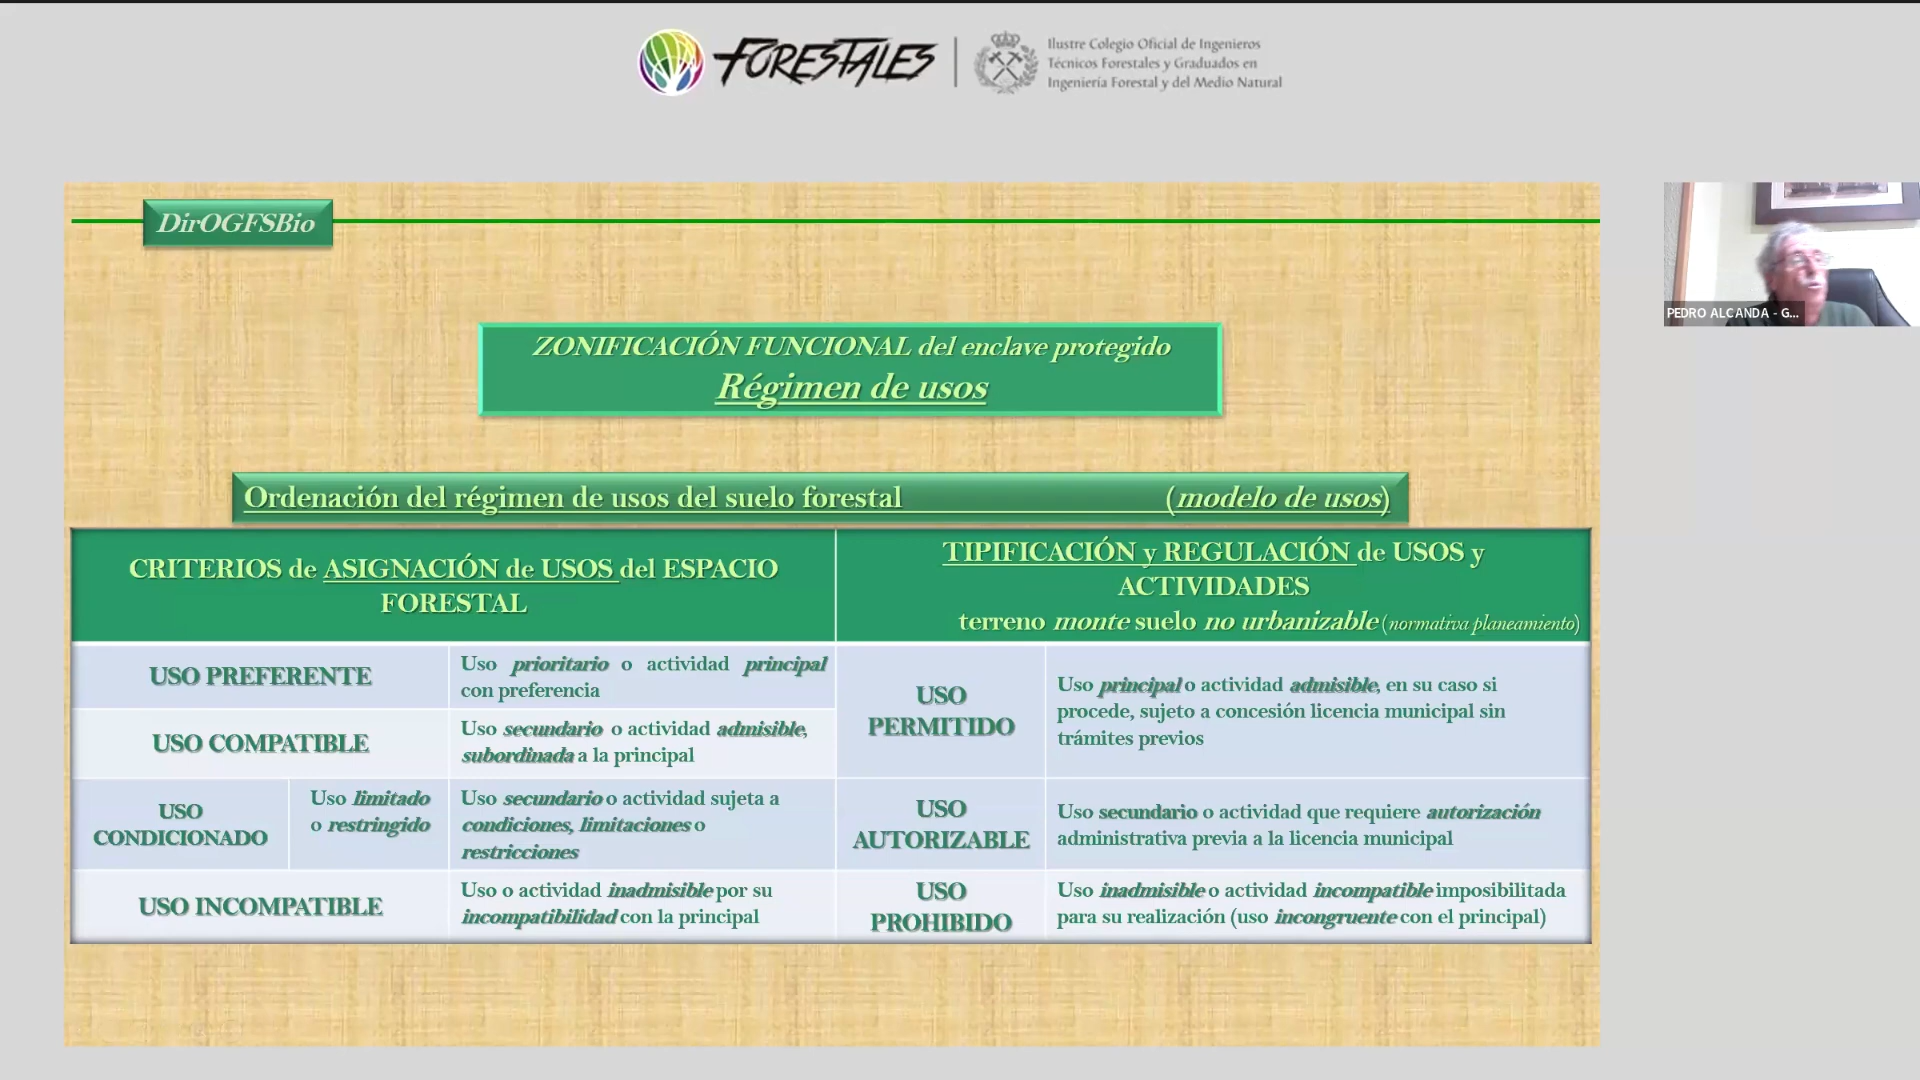 FORESTALES
Ilustre Colegio Oficial de Ingenieros
Técnicos Forestales y Graduados en
Ingeniería Forestal y del Medio Natural
DirOGFSBio
PEDRO ALCANDA - G...
ZONIFICACIÓN FUNCIONAL del enclave protegido
Régimen de usos
Ordenación del régimen de usos del suelo forestal (modelo de usos)
CRITERIOS de ASIGNACIÓN de USOS del ESPACIO
FORESTAL
TIPIFICACIÓN y REGULACIÓN de USOS y
ACTIVIDADES
terreno monte suelo no urbanizable (normativa planeamiento)
USO PREFERENTE
Uso prioritario o actividad principal
con preferencia
USO COMPATIBLE
Uso secundario o actividad admisible,
subordinada a la principal
USO
PERMITIDO
Uso principal o actividad admisible, en su caso si
procede, sujeto a concesión licencia municipal sin
trámites previos
USO
CONDICIONADO
Uso limitado
o restringido
Uso secundario o actividad sujeta a
condiciones, limitaciones o
restricciones
USO
AUTORIZABLE
Uso secundario o actividad que requiere autorización
administrativa previa a la licencia municipal
USO INCOMPATIBLE
Uso o actividad inadmisible por su
incompatibilidad con la principal
USO
PROHIBIDO
Uso inadmisible o actividad incompatible imposibilitada
para su realización (uso incongruente con el principal)